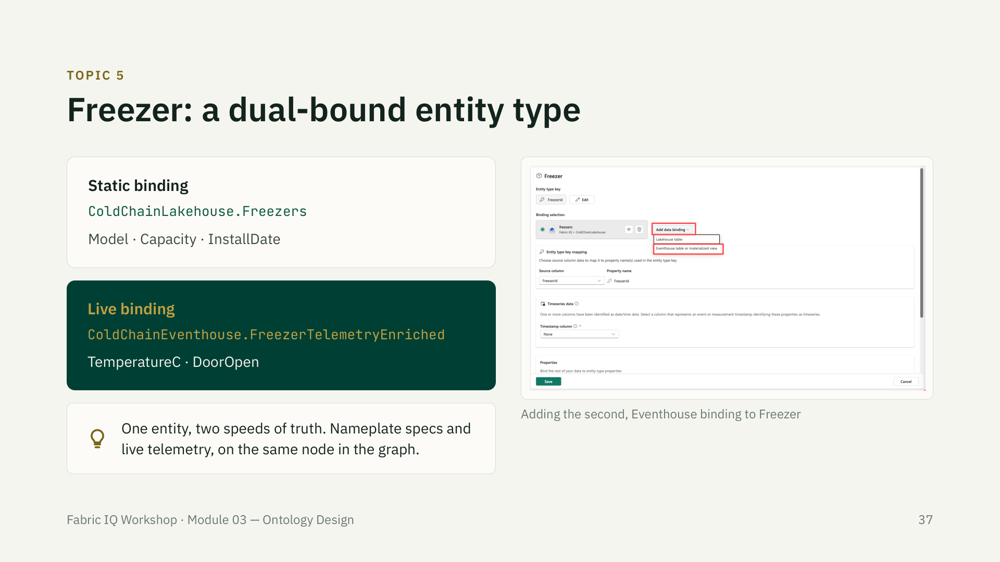 TOPIC 5
Freezer: a dual-bound entity type
Static binding
ColdChainLakehouse.Freezers
Model · Capacity · InstallDate
Live binding
ColdChainEventhouse.FreezerTelemetryEnriched
TemperatureC · DoorOpen
One entity, two speeds of truth. Nameplate specs and
live telemetry, on the same node in the graph.
Freezer
Entity type key
FreezerId
Edit
Binding selection
freezers
Fabric IQ > ColdChainLakehouse
Add data binding
Lakehouse table
Eventhouse table or materialized view
Entity type key mapping
Choose source column data to map it to property name(s) used in the entity type key
Source column
Property name
FreezerId
FreezerId
Timeseries data
One or more columns have been identified as date/time data. Select a column that represents an event or measurement timestamp identifying these properties as timeseries.
Timestamp column *
None
Properties
Bind the rest of your data to entity type properties
Save
Cancel
Adding the second, Eventhouse binding to Freezer
Fabric IQ Workshop · Module 03 — Ontology Design
37